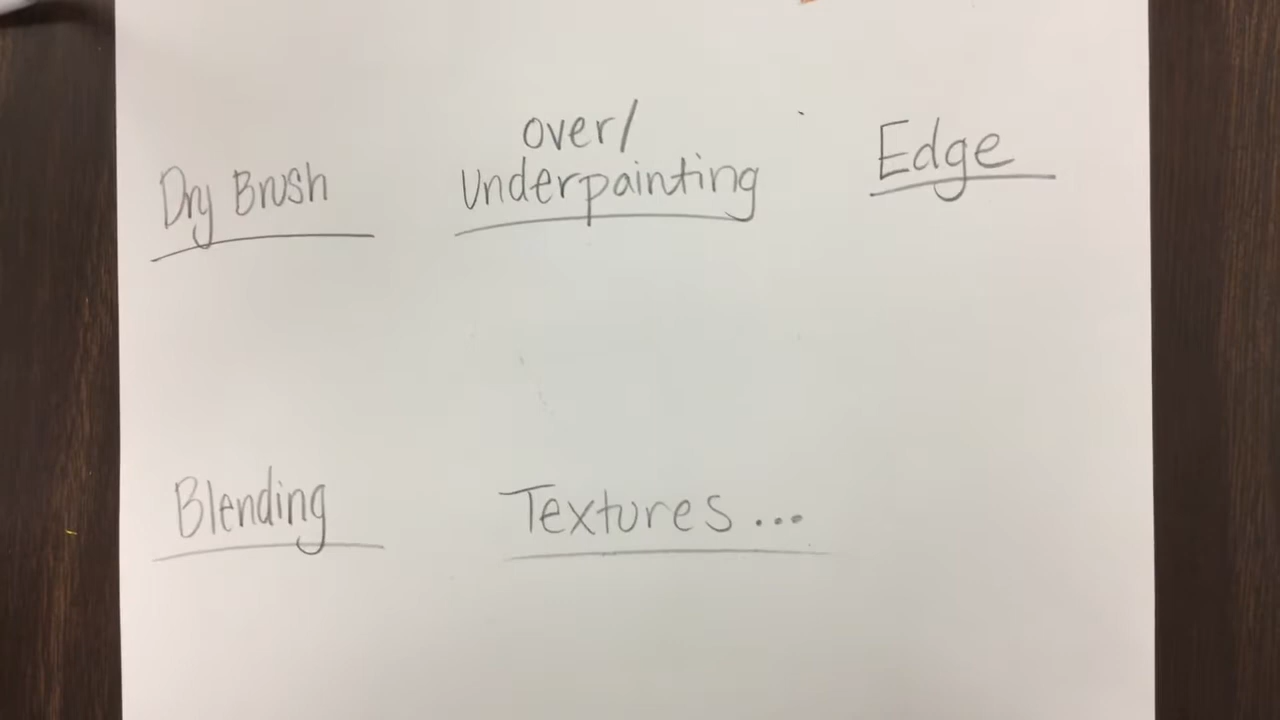 Dry Brush
over/
Underpainting
Edge
Blending
Textures...